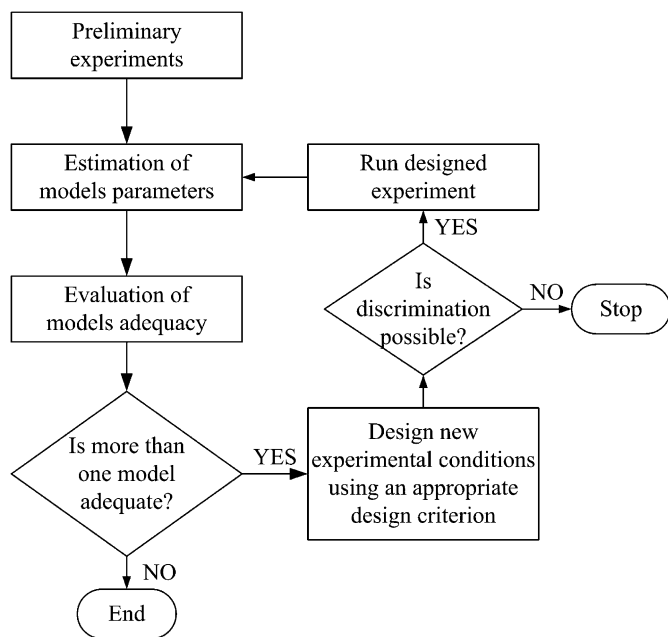 Preliminary
experiments
Estimation of
models parameters
Run designed
experiment
YES
Evaluation of
models adequacy
Is
discrimination
possible?
NO
Stop
Is more than
one model
adequate?
YES
Design new
experimental conditions
using an appropriate
design criterion
NO
End